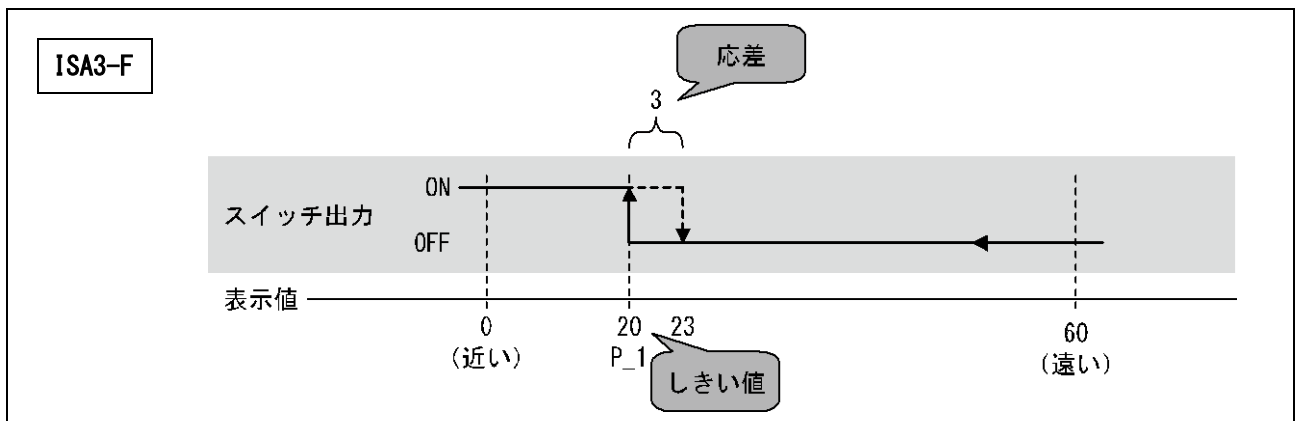 ISA3-F
応差
3
ON
スイッチ出力
OFF
表示値
0
(近い)
20
P_1
23
しきい値
60
(遠い)